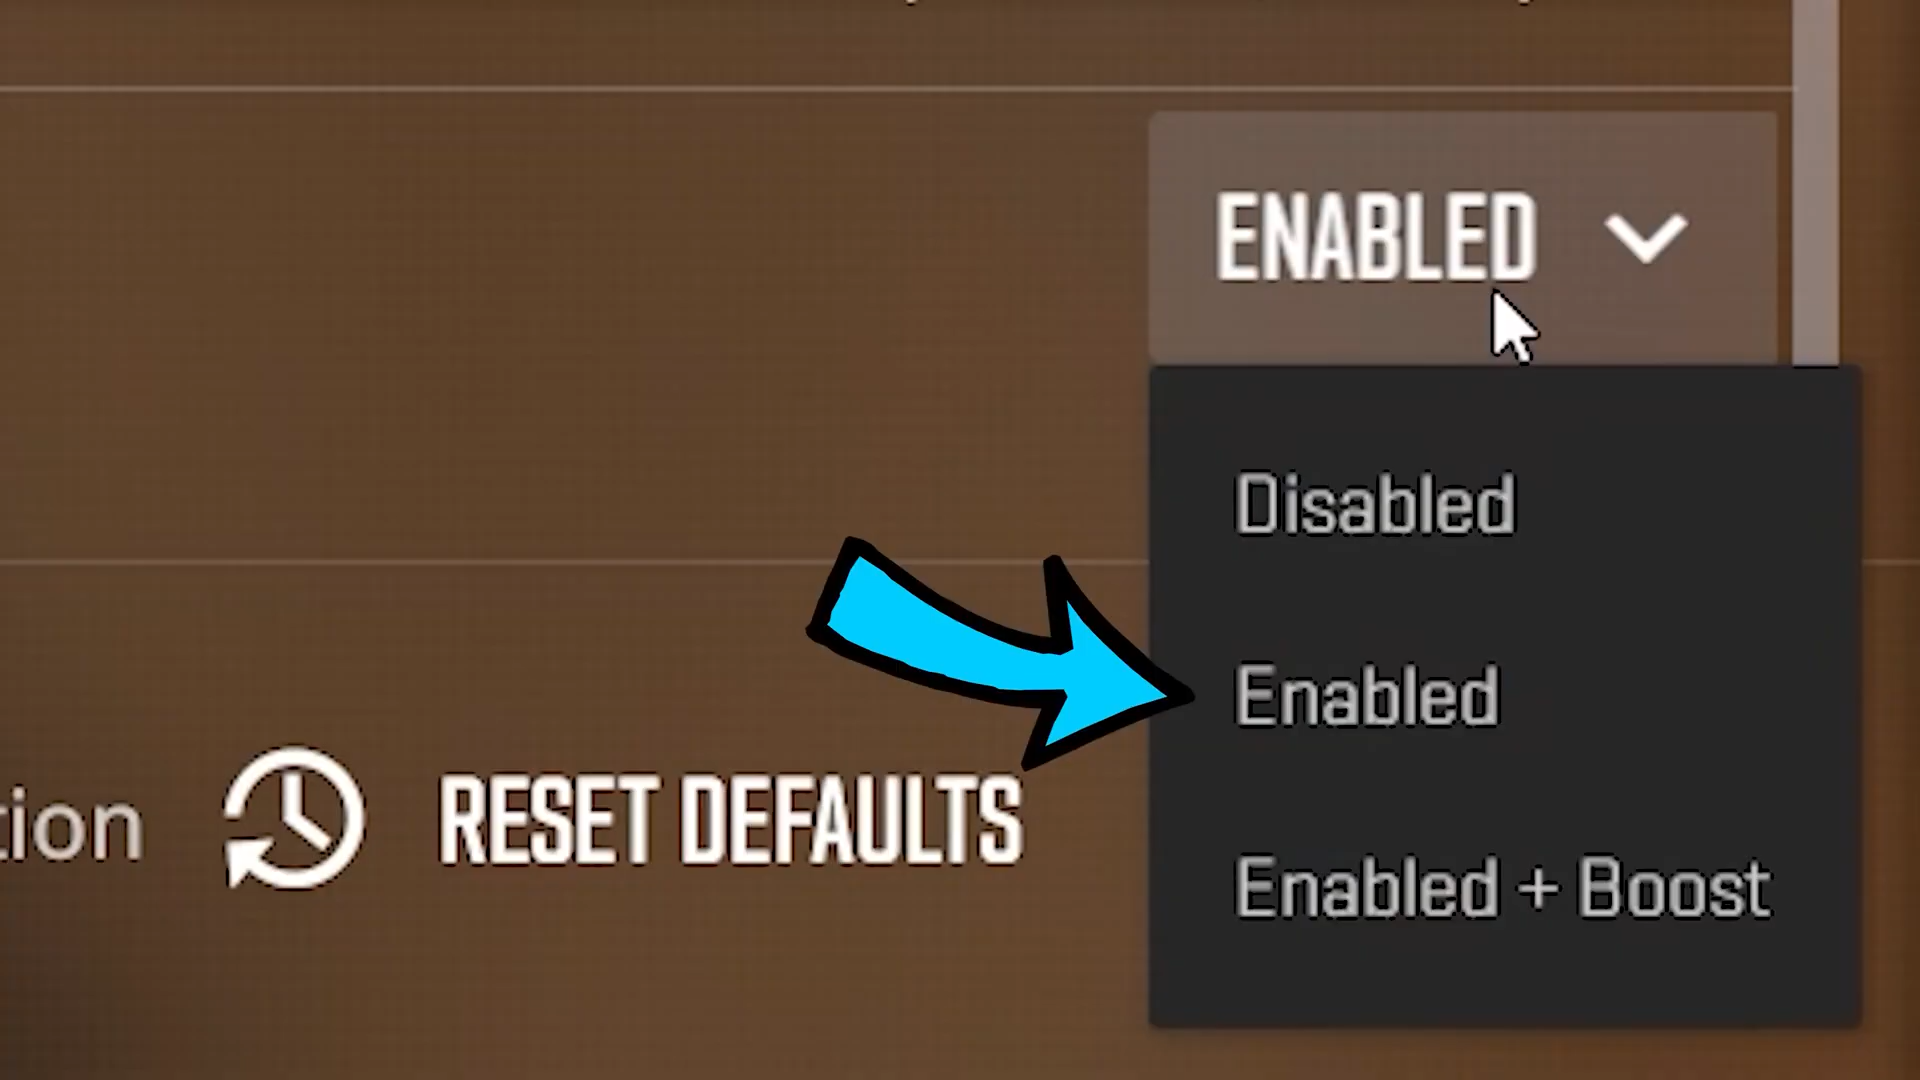 ENABLED
Disabled
Enabled
tion RESET DEFAULTS
Enabled + Boost